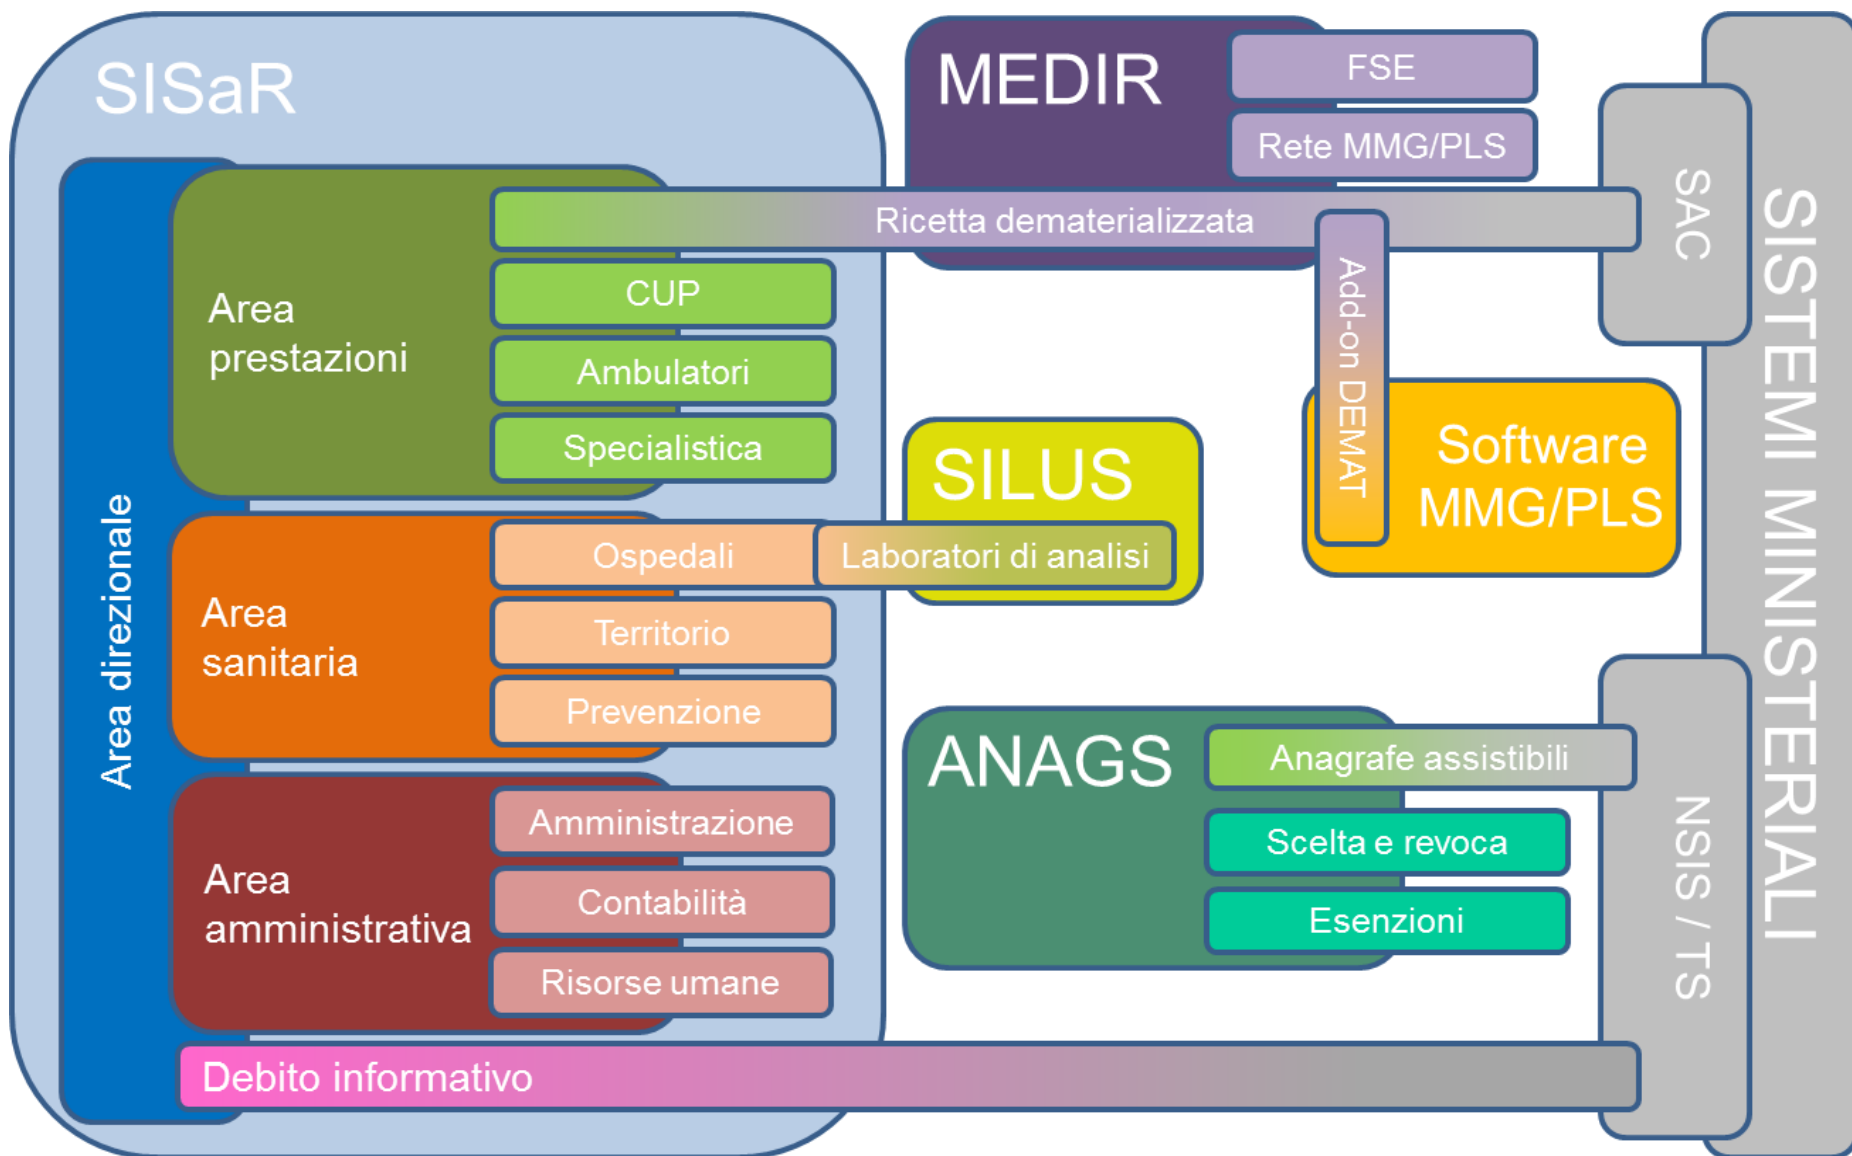 SISaR
Area direzionale
Area
prestazioni
Ricetta dematerializzata
CUP
Ambulatori
Specialistica
Area
sanitaria
Ospedali
Laboratori di analisi
Territorio
Prevenzione
Area
amministrativa
Amministrazione
Contabilità
Risorse umane
Debito informativo
MEDIR
FSE
Rete MMG/PLS
Add-on DEMAT
SILUS
Software
MMG/PLS
ANAGS
Anagrafe assistibili
Scelta e revoca
Esenzioni
SAC
NSIS / TS
SISTEMI MINISTERIALI